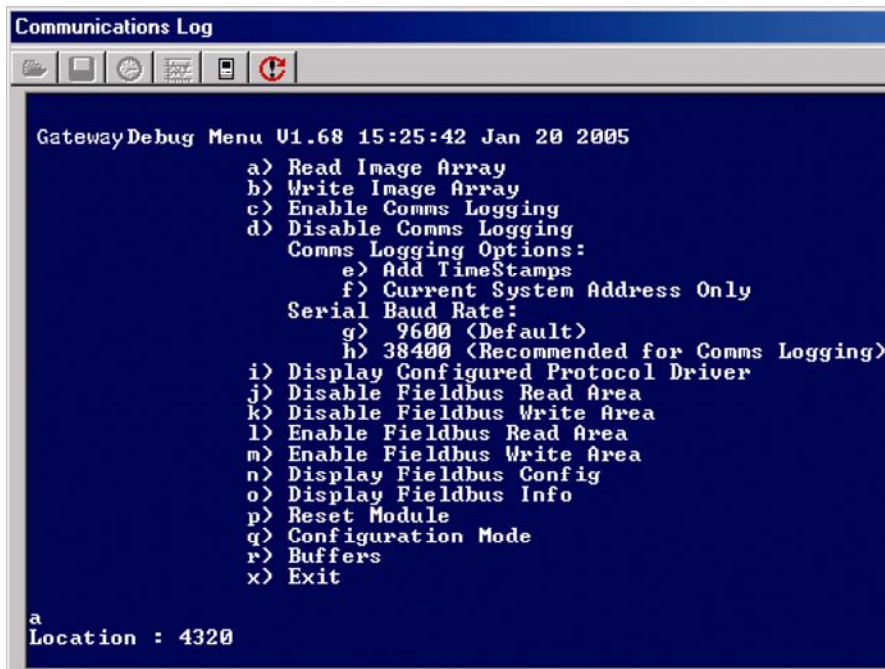 Communications Log
Gateway Debug Menu V1.68 15:25:42 Jan 20 2005
a) Read Image Array
b) Write Image Array
c) Enable Comms Logging
d) Disable Comms Logging
Comms Logging Options:
e) Add TimeStamps
f) Current System Address Only
Serial Baud Rate:
g) 9600 (Default)
h) 38400 (Recommended for Comms Logging)
i) Display Configured Protocol Driver
j) Disable Fieldbus Read Area
k) Disable Fieldbus Write Area
l) Enable Fieldbus Read Area
m) Enable Fieldbus Write Area
n) Display Fieldbus Config
o) Display Fieldbus Info
p) Reset Module
q) Configuration Mode
r) Buffers
x) Exit
a
Location : 4320